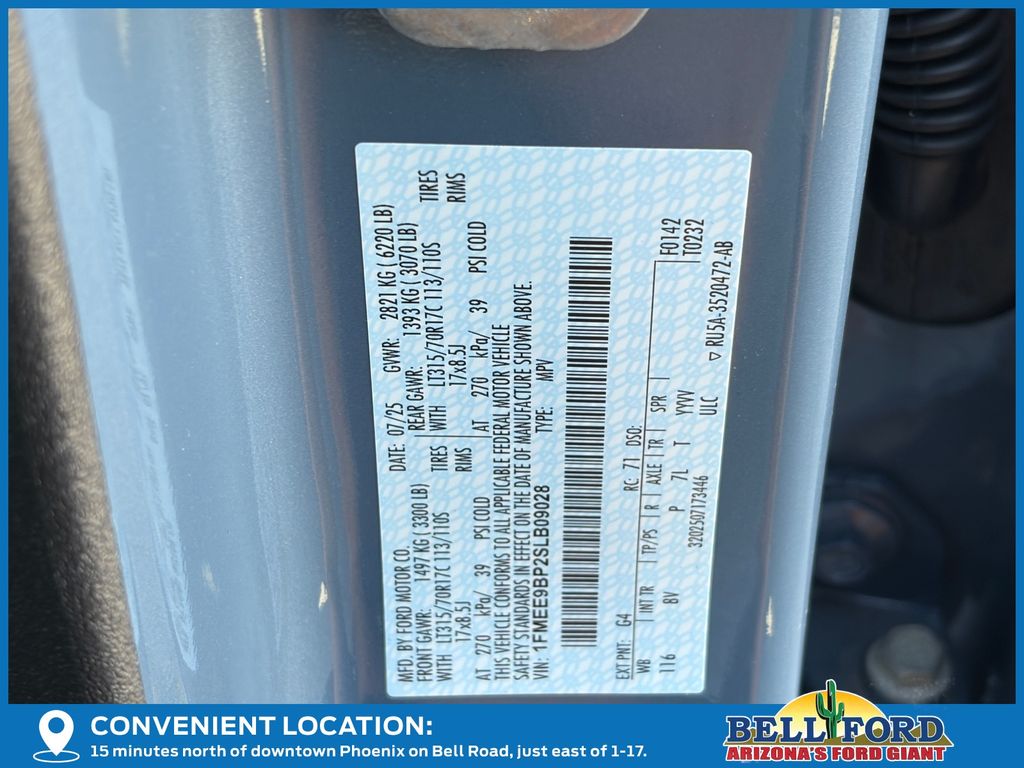 MFD. BY FORD MOTOR CO.
DATE: 07/25 GVWR: 2821 KG ( 6220 LB)
FRONT GAWR: 1497 KG ( 3300 LB)
REAR GAWR: 1393 KG ( 3070 LB)
WITH LT315/70R17C 113/110S TIRES
WITH LT315/70R17C 113/110S TIRES
17x8.5J RIMS
17x8.5J RIMS
AT 270 kPa/ 39 PSI COLD
AT 270 kPa/ 39 PSI COLD
THIS VEHICLE CONFORMS TO ALL APPLICABLE FEDERAL MOTOR VEHICLE
SAFETY STANDARDS IN EFFECT ON THE DATE OF MANUFACTURE SHOWN ABOVE.
VIN: 1FMEE9BP2SLB09028
TYPE: MPV
EXT PNT: G4 RC: 71 DSO:
WB INT TR TP/PS R AXLE TR SPR F0142
116 8V P 7L T YYVV T0232
ULC
3202507173446
▽ RU5A-3520472-AB
CONVENIENT LOCATION:
15 minutes north of downtown Phoenix on Bell Road, just east of 1-17.
BELL FORD
ARIZONA'S FORD GIANT